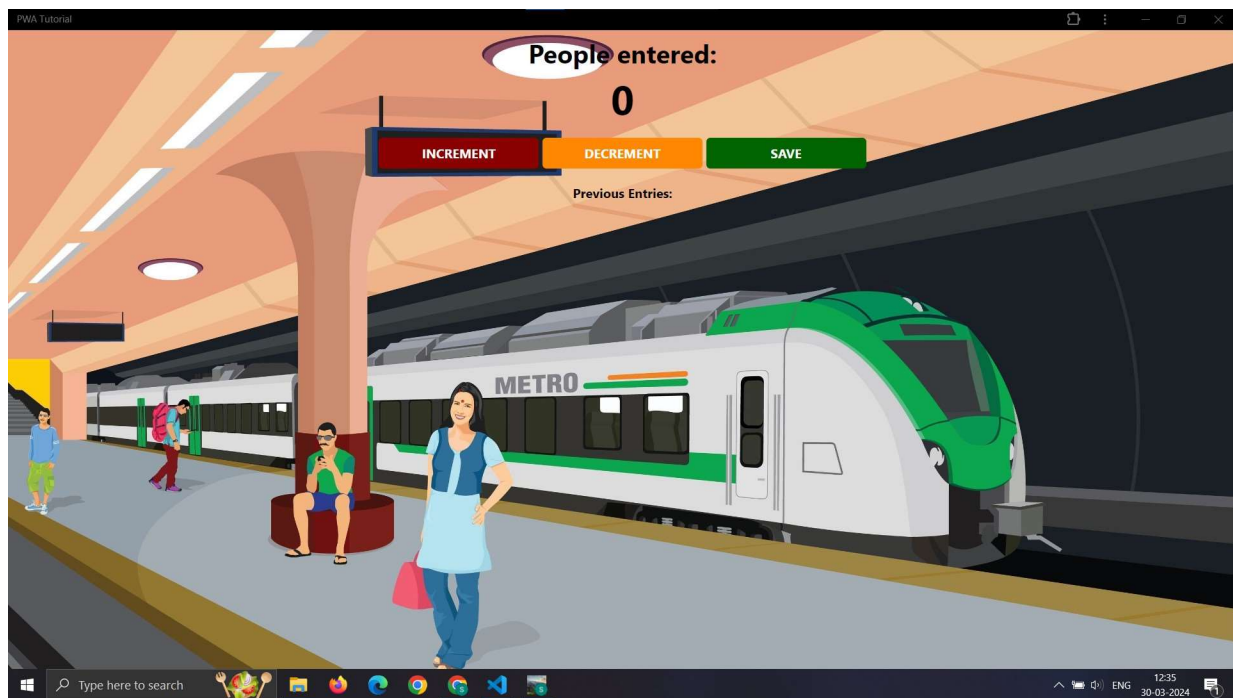 PWA Tutorial
People entered:
0
INCREMENT
DECREMENT
SAVE
Previous Entries:
METRO
Type here to search
ENG
12:35
30-03-2024